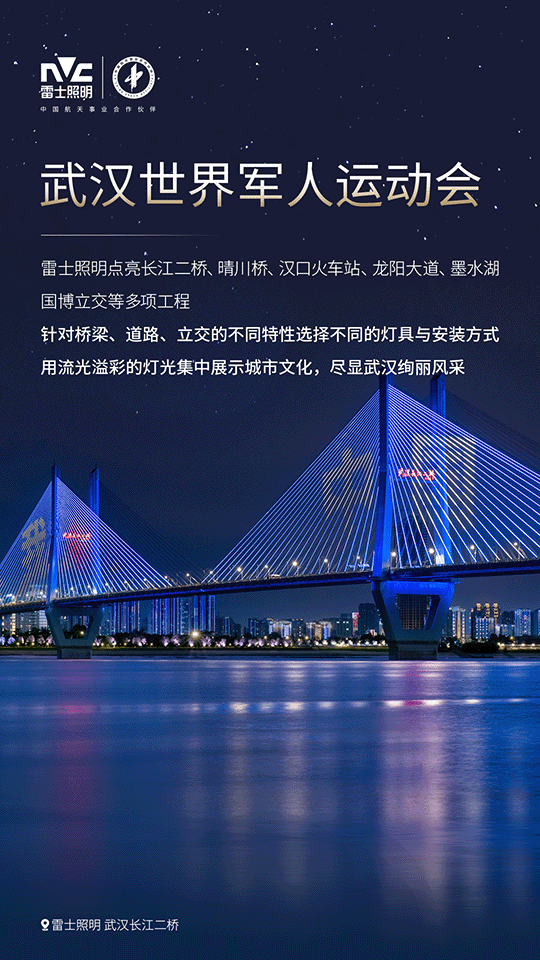 NVC
雷士照明
中国航天事业合作伙伴
武汉世界军人运动会
雷士照明点亮长江二桥、晴川桥、汉口火车站、龙阳大道、墨水湖
国博立交等多项工程
针对桥梁、道路、立交的不同特性选择不同的灯具与安装方式
用流光溢彩的灯光集中展示城市文化，尽显武汉绚丽风采
雷士照明 武汉长江二桥